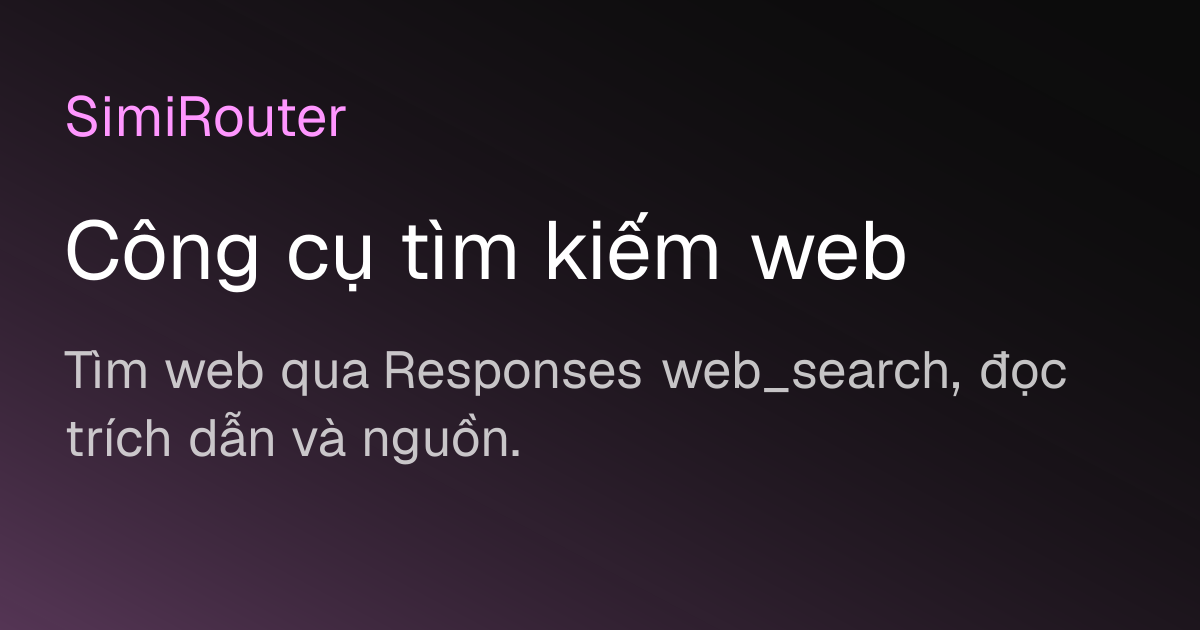 SimiRouter
Công cụ tìm kiếm web
Tìm web qua Responses web_search, đọc
trích dẫn và nguồn.